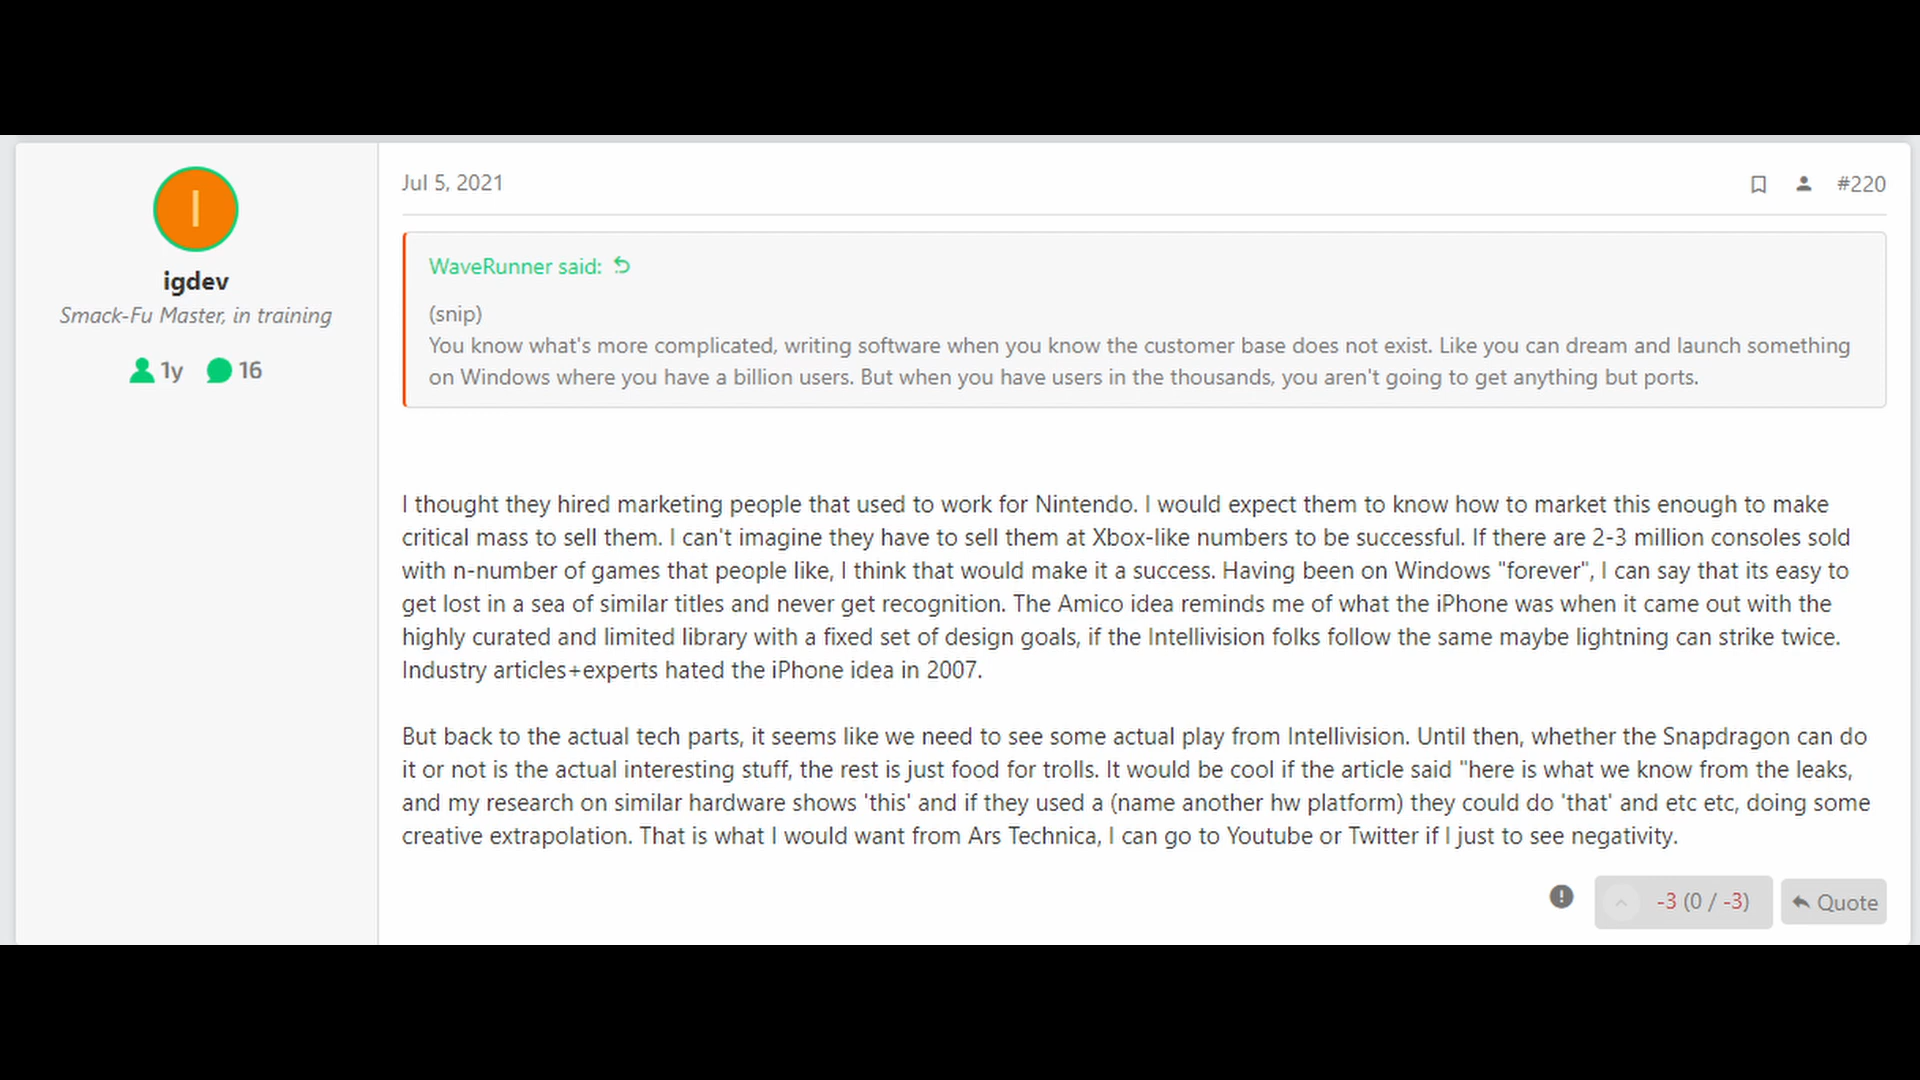 I
igdev
Smack-Fu Master, in training
1y 16
Jul 5, 2021
#220
WaveRunner said:
(snip)
You know what's more complicated, writing software when you know the customer base does not exist. Like you can dream and launch something
on Windows where you have a billion users. But when you have users in the thousands, you aren't going to get anything but ports.
I thought they hired marketing people that used to work for Nintendo. I would expect them to know how to market this enough to make
critical mass to sell them. I can't imagine they have to sell them at Xbox-like numbers to be successful. If there are 2-3 million consoles sold
with n-number of games that people like, I think that would make it a success. Having been on Windows "forever", I can say that its easy to
get lost in a sea of similar titles and never get recognition. The Amico idea reminds me of what the iPhone was when it came out with the
highly curated and limited library with a fixed set of design goals, if the Intellivision folks follow the same maybe lightning can strike twice.
Industry articles+experts hated the iPhone idea in 2007.
But back to the actual tech parts, it seems like we need to see some actual play from Intellivision. Until then, whether the Snapdragon can do
it or not is the actual interesting stuff, the rest is just food for trolls. It would be cool if the article said "here is what we know from the leaks,
and my research on similar hardware shows 'this' and if they used a (name another hw platform) they could do 'that' and etc etc, doing some
creative extrapolation. That is what I would want from Ars Technica, I can go to Youtube or Twitter if I just to see negativity.
-3 (0 / -3)
Quote